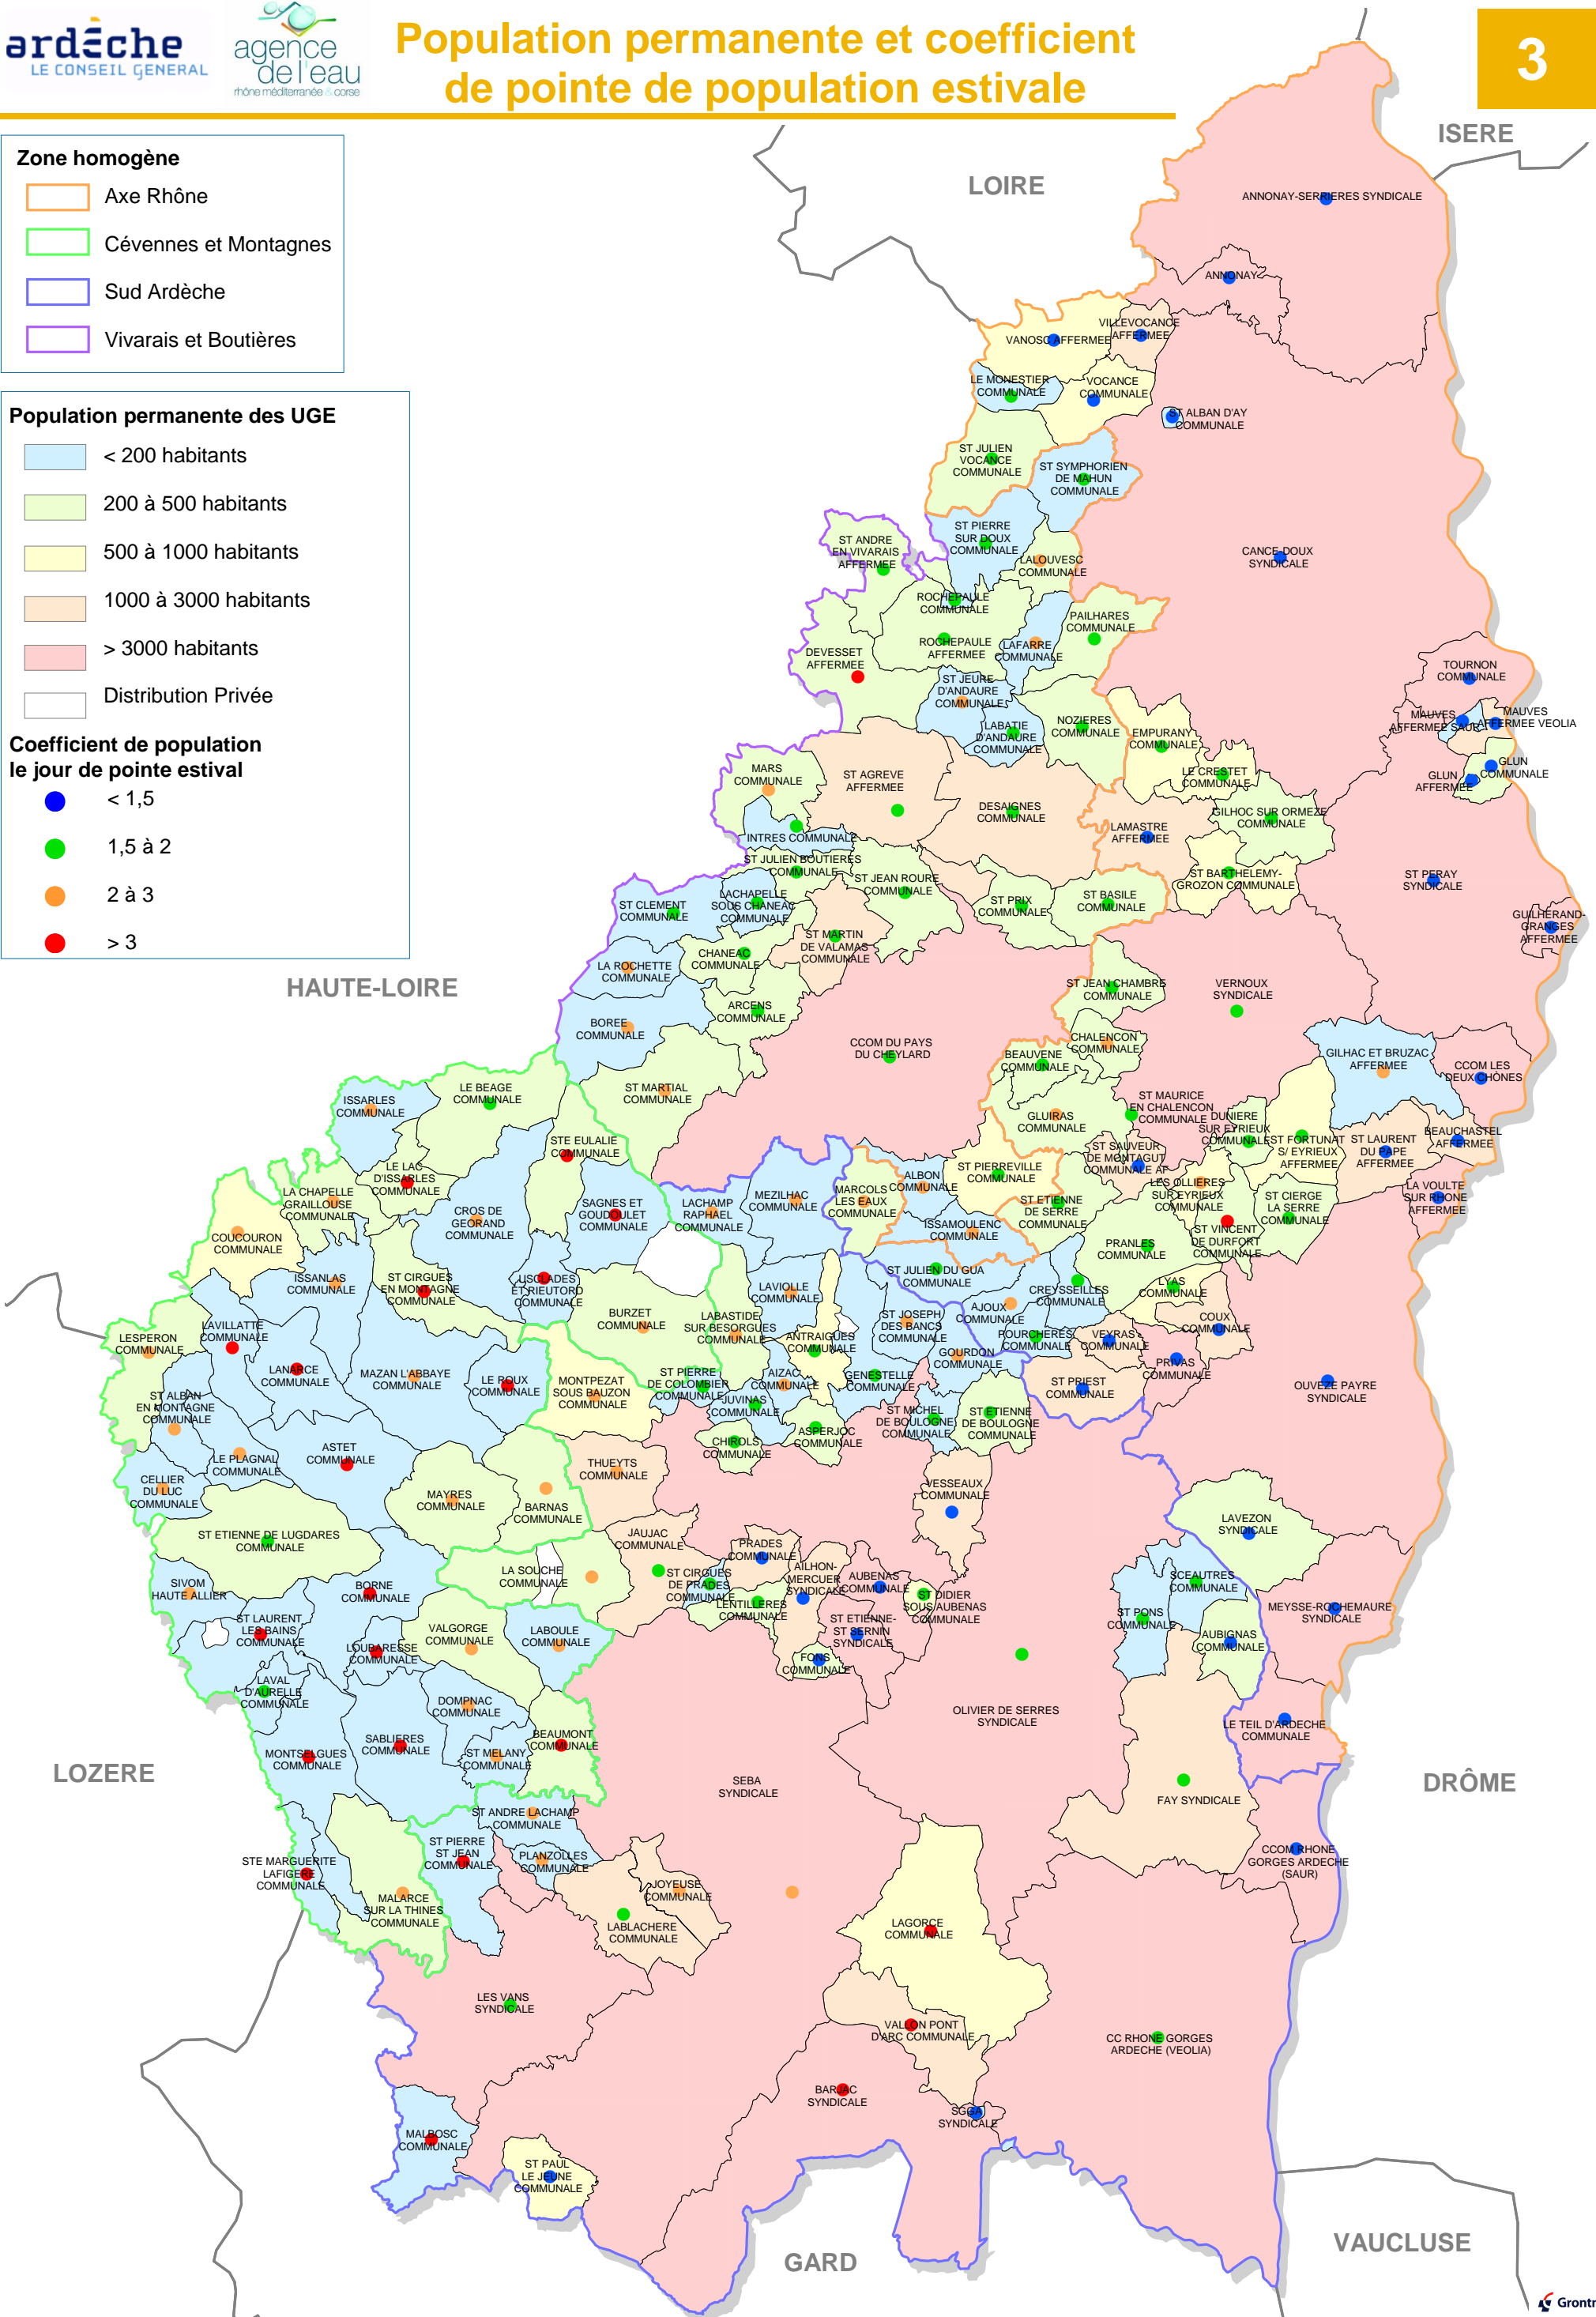 ardèche
LE CONSEIL GENERAL
agence
de l'eau
rhône méditerranée & corse
Population permanente et coefficient
de pointe de population estivale
3
Zone homogène
Axe Rhône
Cévennes et Montagnes
Sud Ardèche
Vivarais et Boutières
Population permanente des UGE
< 200 habitants
200 à 500 habitants
500 à 1000 habitants
1000 à 3000 habitants
> 3000 habitants
Distribution Privée
Coefficient de population
le jour de pointe estival
< 1,5
1,5 à 2
2 à 3
> 3
ISERE
LOIRE
HAUTE-LOIRE
LOZERE
DRÔME
GARD
VAUCLUSE
ANNONAY-SERRIERES SYNDICALE
ANNONAY
VILLEVOCANCE
AFFERMEE
VANOSC AFFERMEE
LE MONESTIER
COMMUNALE
VOCANCE
COMMUNALE
ST ALBAN D'AY
COMMUNALE
ST JULIEN
VOCANCE
COMMUNALE
ST SYMPHORIEN
DE MAHUN
COMMUNALE
ST PIERRE
SUR DOUX
COMMUNALE
ST ANDRE
EN VIVARAIS
AFFERMEE
LALOUVESC
COMMUNALE
CANCE-DOUX
SYNDICALE
ROCHEPAULE
COMMUNALE
PAILHARES
COMMUNALE
ROCHEPAULE
AFFERMEE
LAFARRE
COMMUNALE
DEVESSET
AFFERMEE
TOURNON
COMMUNALE
ST JEURE
D'ANDAURE
COMMUNALE
LABATIE
D'ANDAURE
COMMUNALE
NOZIERES
COMMUNALE
EMPURANY
COMMUNALE
MAUVES
AFFERMEE SAUR
MAUVES
AFFERMEE VEOLIA
MARS
COMMUNALE
ST AGREVE
AFFERMEE
LE CRESTET
COMMUNALE
GLUN
COMMUNALE
GLUN
AFFERMEE
DESAIGNES
COMMUNALE
GILHOC SUR ORMEZE
COMMUNALE
LAMASTRE
AFFERMEE
INTRES COMMUNALE
ST JULIEN BOUTIERES
COMMUNALE
ST JEAN ROURE
COMMUNALE
ST BARTHELEMY-
GROZON COMMUNALE
ST PERAY
SYNDICALE
LACHAPELLE
SOUS CHANEAC
COMMUNALE
ST CLEMENT
COMMUNALE
ST PRIX
COMMUNALE
ST BASILE
COMMUNALE
GUILHERAND-
GRANGES
AFFERMEE
ST MARTIN
DE VALAMAS
COMMUNALE
CHANEAC
COMMUNALE
LA ROCHETTE
COMMUNALE
ST JEAN CHAMBRE
COMMUNALE
VERNOUX
SYNDICALE
ARCENS
COMMUNALE
BOREE
COMMUNALE
CCOM DU PAYS
DU CHEYLARD
CHALENCON
COMMUNALE
BEAUVENE
COMMUNALE
GILHAC ET BRUZAC
AFFERMEE
CCOM LES
DEUX CHÒNES
LE BEAGE
COMMUNALE
ST MARTIAL
COMMUNALE
ISSARLES
COMMUNALE
ST MAURICE
EN CHALENCON
COMMUNALE
GLUIRAS
COMMUNALE
DUNIERE
SUR EYRIEUX
COMMUNALE
ST FORTUNAT
S/ EYRIEUX
AFFERMEE
ST LAURENT
DU PAPE
AFFERMEE
BEAUCHASTEL
AFFERMEE
STE EULALIE
COMMUNALE
ST SAUVEUR
DE MONTAGUT
COMMUNALE AF
LE LAC
D'ISSARLES
COMMUNALE
ST PIERREVILLE
COMMUNALE
ALBON
COMMUNALE
LES OLLIERES
SUR EYRIEUX
COMMUNALE
LA VOULTE
SUR RHONE
AFFERMEE
LA CHAPELLE
GRAILLOUSE
COMMUNALE
MARCOLS
LES EAUX
COMMUNALE
MEZILHAC
COMMUNALE
SAGNES ET
GOUDOULET
COMMUNALE
LACHAMP
RAPHAEL
COMMUNALE
ST ETIENNE
DE SERRE
COMMUNALE
ST CIERGE
LA SERRE
COMMUNALE
CROS DE
GEORAND
COMMUNALE
ISSAMOULENC
COMMUNALE
ST VINCENT
DE DURFORT
COMMUNALE
COUCOURON
COMMUNALE
PRANLES
COMMUNALE
ISSANLAS
COMMUNALE
ST CIRGUES
EN MONTAGNE
COMMUNALE
USCLADES
ET RIEUTORD
COMMUNALE
ST JULIEN DU GUA
COMMUNALE
CREYSSEILLES
COMMUNALE
LYAS
COMMUNALE
LAVIOLLE
COMMUNALE
AJOUX
COMMUNALE
BURZET
COMMUNALE
LABASTIDE
SUR BESORGUES
COMMUNALE
ST JOSEPH
DES BANCS
COMMUNALE
COUX
COMMUNALE
LAVILLATTE
COMMUNALE
LESPERON
COMMUNALE
ANTRAIGUES
COMMUNALE
POURCHERES
COMMUNALE
VEYRAS
COMMUNALE
GOURDON
COMMUNALE
PRIVAS
COMMUNALE
LANARCE
COMMUNALE
MAZAN L'ABBAYE
COMMUNALE
LE ROUX
COMMUNALE
MONTPEZAT
SOUS BAUZON
COMMUNALE
ST PIERRE
DE COLOMBIER
COMMUNALE
AIZAC
COMMUNALE
GENESTELLE
COMMUNALE
ST PRIEST
COMMUNALE
OUVEZE PAYRE
SYNDICALE
ST ALBAN
EN MONTAGNE
COMMUNALE
JUVINAS
COMMUNALE
ST MICHEL
DE BOULOGNE
COMMUNALE
ST ETIENNE
DE BOULOGNE
COMMUNALE
ASPERJOC
COMMUNALE
CHIROLS
COMMUNALE
LE PLAGNAL
COMMUNALE
ASTET
COMMUNALE
THUEYTS
COMMUNALE
CELLIER
DU LUC
COMMUNALE
MAYRES
COMMUNALE
BARNAS
COMMUNALE
VESSEAUX
COMMUNALE
LAVEZON
SYNDICALE
ST ETIENNE DE LUGDARES
COMMUNALE
JAUJAC
COMMUNALE
PRADES
COMMUNALE
LA SOUCHE
COMMUNALE
ST CIRGUES
DE PRADES
COMMUNALE
AILHON-
MERCUER
SYNDICALE
AUBENAS
COMMUNALE
SCEAUTRES
COMMUNALE
SIVOM
HAUTE ALLIER
BORNE
COMMUNALE
LENTILLERES
COMMUNALE
ST DIDIER
SOUS AUBENAS
COMMUNALE
MEYSSE-ROCHEMAURE
SYNDICALE
ST LAURENT
LES BAINS
COMMUNALE
ST ETIENNE-
ST SERNIN
SYNDICALE
ST PONS
COMMUNALE
VALGORGE
COMMUNALE
LABOULE
COMMUNALE
AUBIGNAS
COMMUNALE
LOUBARESSE
COMMUNALE
FONS
COMMUNALE
LAVAL
D'AURELLE
COMMUNALE
DOMPNAC
COMMUNALE
OLIVIER DE SERRES
SYNDICALE
LE TEIL D'ARDECHE
COMMUNALE
SABLIERES
COMMUNALE
BEAUMONT
COMMUNALE
MONTSELGUES
COMMUNALE
ST MELANY
COMMUNALE
SEBA
SYNDICALE
FAY SYNDICALE
ST ANDRE LACHAMP
COMMUNALE
ST PIERRE
ST JEAN
COMMUNALE
PLANZOLLES
COMMUNALE
CCOM RHONE
GORGES ARDECHE
(SAUR)
STE MARGUERITE
LAFIGERE
COMMUNALE
JOYEUSE
COMMUNALE
MALARCE
SUR LA THINES
COMMUNALE
LABLACHERE
COMMUNALE
LAGORCE
COMMUNALE
LES VANS
SYNDICALE
VALLON PONT
D'ARC COMMUNALE
CC RHONE GORGES
ARDECHE (VEOLIA)
BARJAC
SYNDICALE
SGGA
SYNDICALE
MALBOSC
COMMUNALE
ST PAUL
LE JEUNE
COMMUNALE